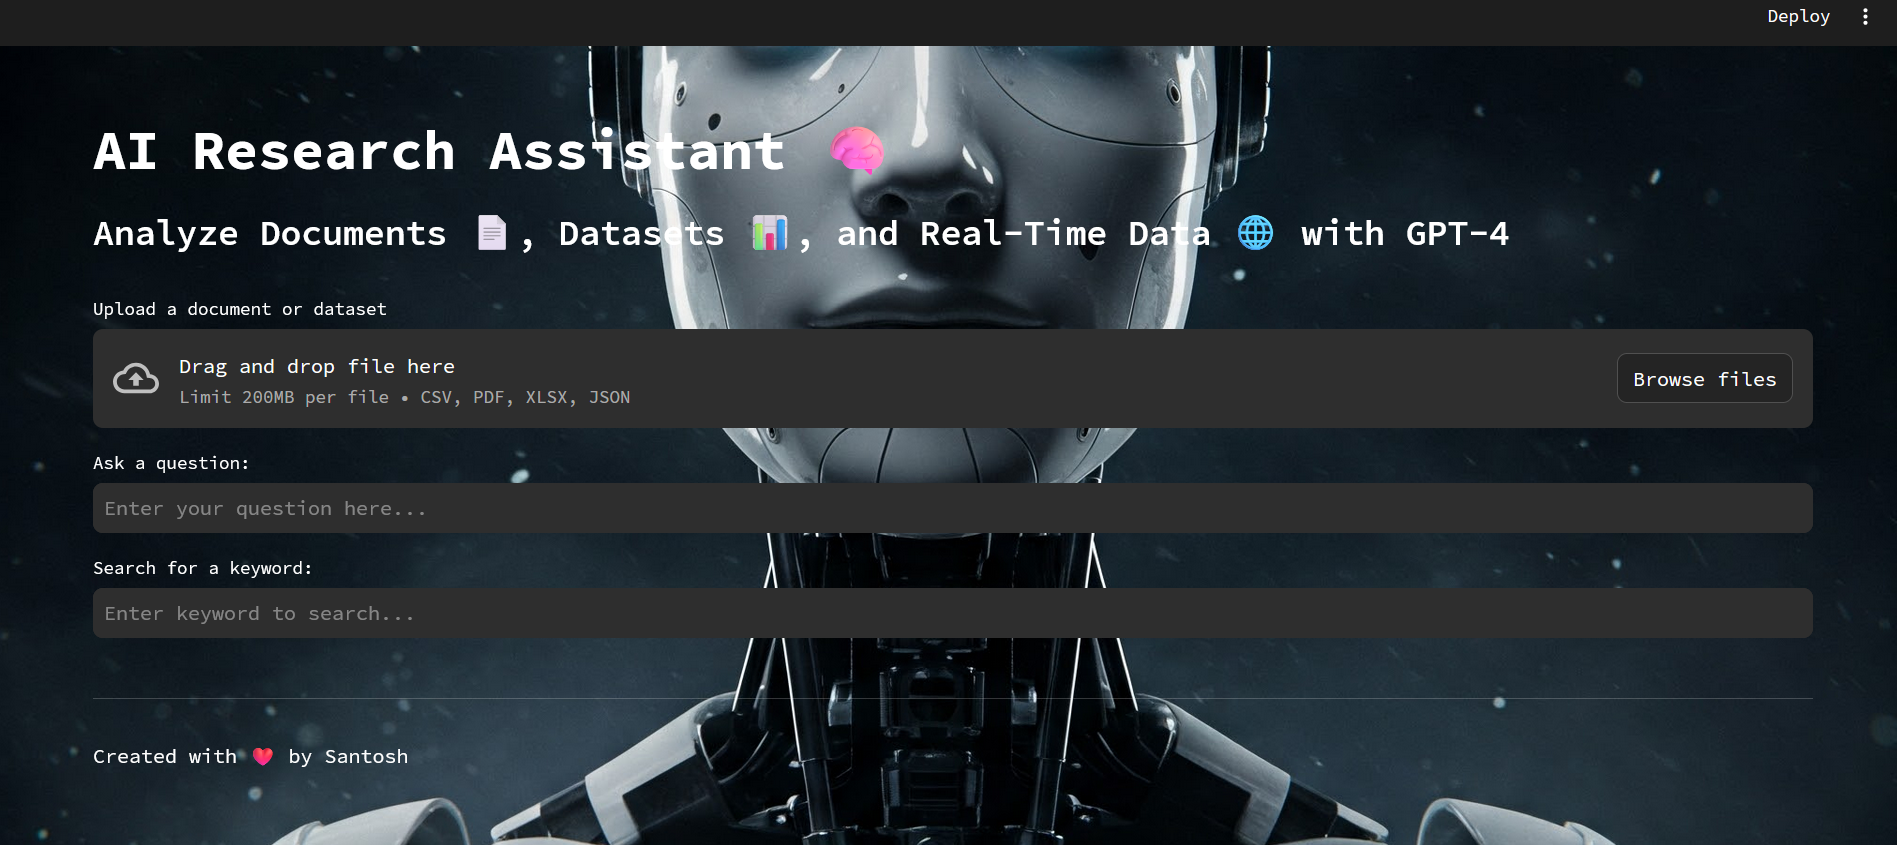 Deploy
AI Research Assistant 🧠
Analyze Documents 📄, Datasets 📊, and Real-Time Data 🌐 with GPT-4
Upload a document or dataset
Drag and drop file here
Limit 200MB per file • CSV, PDF, XLSX, JSON
Browse files
Ask a question:
Enter your question here...
Search for a keyword:
Enter keyword to search...
Created with ❤️ by Santosh